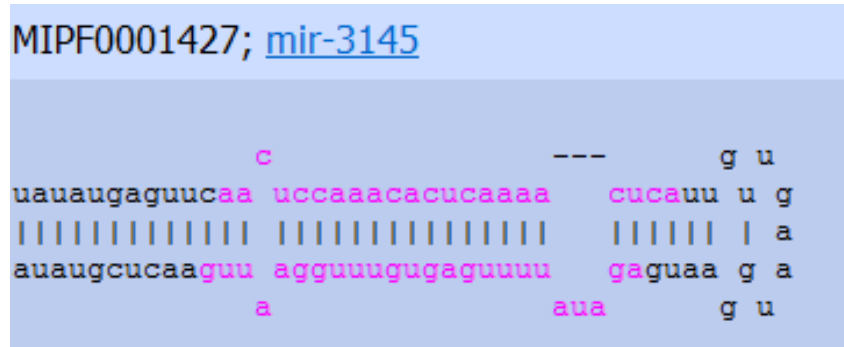 MIPF0001427; mir-3145
             c               ---      g u
uauaugaguucaa uccaaacacucaaaa   cucauu u g
||||||||||||| |||||||||||||||   |||||| | a
auaugcucaaguu agguuugugaguuuu   gaguaa g a
             a               aua      g u